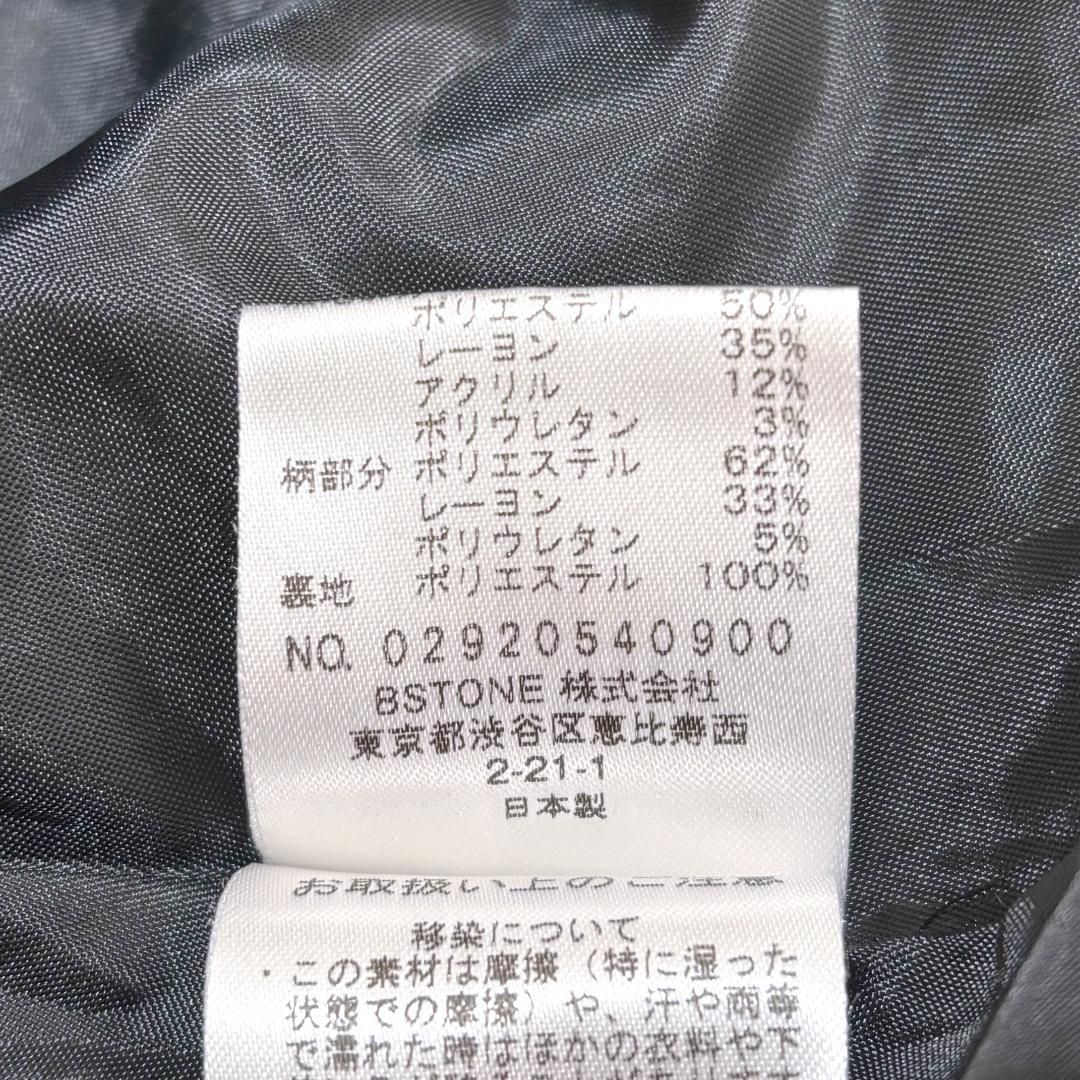 ポリエステル 50%
レーヨン 35%
アクリル 12%
ポリウレタン 3%
柄部分 ポリエステル 62%
レーヨン 33%
ポリウレタン 5%
裏地 ポリエステル 100%
NO. 02920540900
BSTONE 株式会社
東京都渋谷区恵比寿西
2-21-1
日本製
お取扱い上のご注意
移染について
・この素材は摩擦（特に湿った
状態での摩擦）や、汗や雨等
で濡れた時はほかの衣料や下